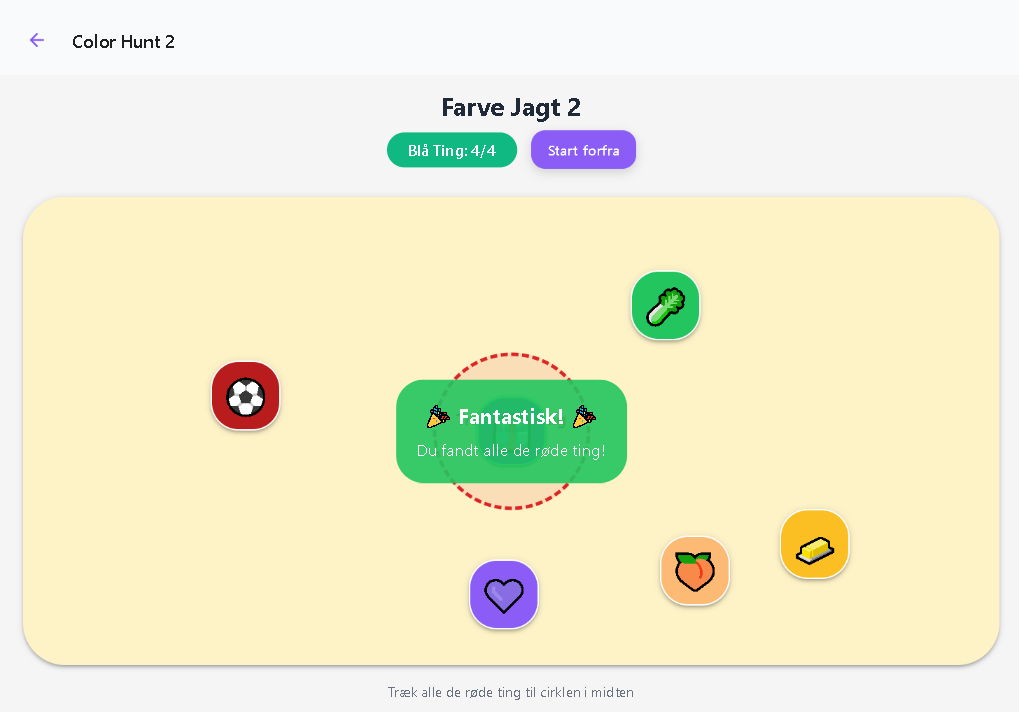 Color Hunt 2
Farve Jagt 2
Blå Ting: 4/4
Start forfra
Fantastisk!
Du fandt alle de røde ting!
Træk alle de røde ting til cirklen i midten